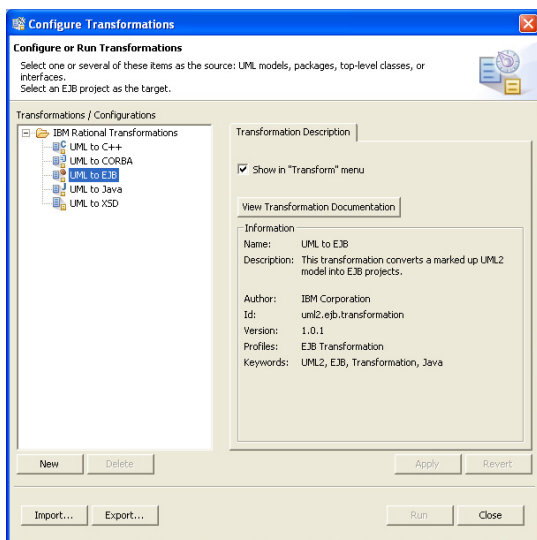 Configure Transformations
Configure or Run Transformations
Select one or several of these items as the source: UML models, packages, top-level classes, or
interfaces.
Select an EJB project as the target.
Transformations / Configurations
IBM Rational Transformations
UML to C++
UML to CORBA
UML to EJB
UML to Java
UML to XSD
Transformation Description
Show in "Transform" menu
View Transformation Documentation
Information
Name: UML to EJB
Description: This transformation converts a marked up UML2
model into EJB projects.
Author: IBM Corporation
Id: uml2.ejb.transformation
Version: 1.0.1
Profiles: EJB Transformation
Keywords: UML2, EJB, Transformation, Java
New Delete Apply Revert
Import... Export... Run Close